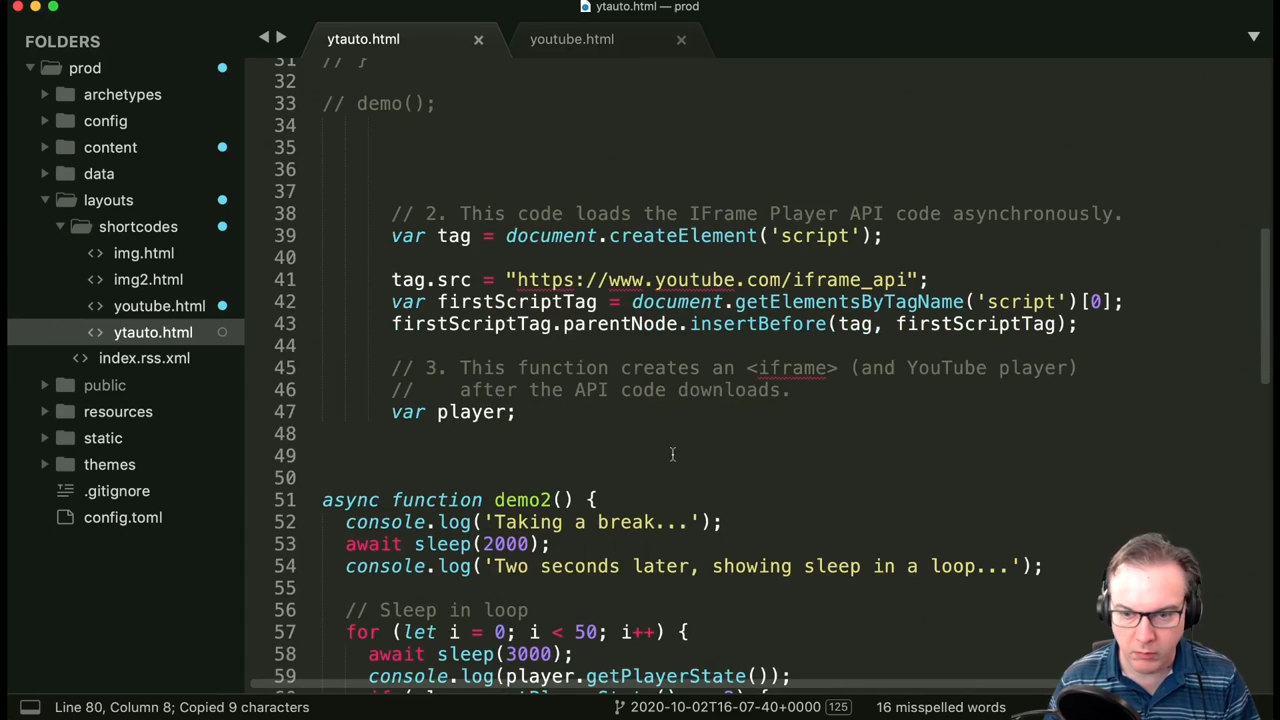 ytauto.html — prod
FOLDERS
prod
archetypes
config
content
data
layouts
shortcodes
<> img.html
<> img2.html
<> youtube.html
<> ytauto.html
<> index.rss.xml
public
resources
static
themes
.gitignore
config.toml
ytauto.html
youtube.html
31 // }
32
33 // demo();
34
35
36
37
38 // 2. This code loads the IFrame Player API code asynchronously.
39 var tag = document.createElement('script');
40
41 tag.src = "https://www.youtube.com/iframe_api";
42 var firstScriptTag = document.getElementsByTagName('script')[0];
43 firstScriptTag.parentNode.insertBefore(tag, firstScriptTag);
44
45 // 3. This function creates an <iframe> (and YouTube player)
46 // after the API code downloads.
47 var player;
48
49
50
51 async function demo2() {
52 console.log('Taking a break...');
53 await sleep(2000);
54 console.log('Two seconds later, showing sleep in a loop...');
55
56 // Sleep in loop
57 for (let i = 0; i < 50; i++) {
58 await sleep(3000);
59 console.log(player.getPlayerState());
Line 80, Column 8; Copied 9 characters
2020-10-02T16-07-40+0000 125
16 misspelled words